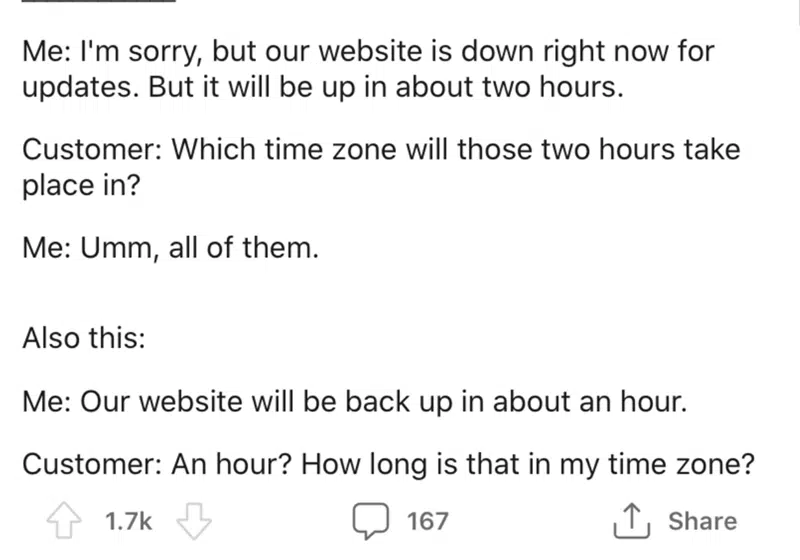 Me: I'm sorry, but our website is down right now for
updates. But it will be up in about two hours.
Customer: Which time zone will those two hours take
place in?
Me: Umm, all of them.
Also this:
Me: Our website will be back up in about an hour.
Customer: An hour? How long is that in my time zone?
1.7k 167 Share